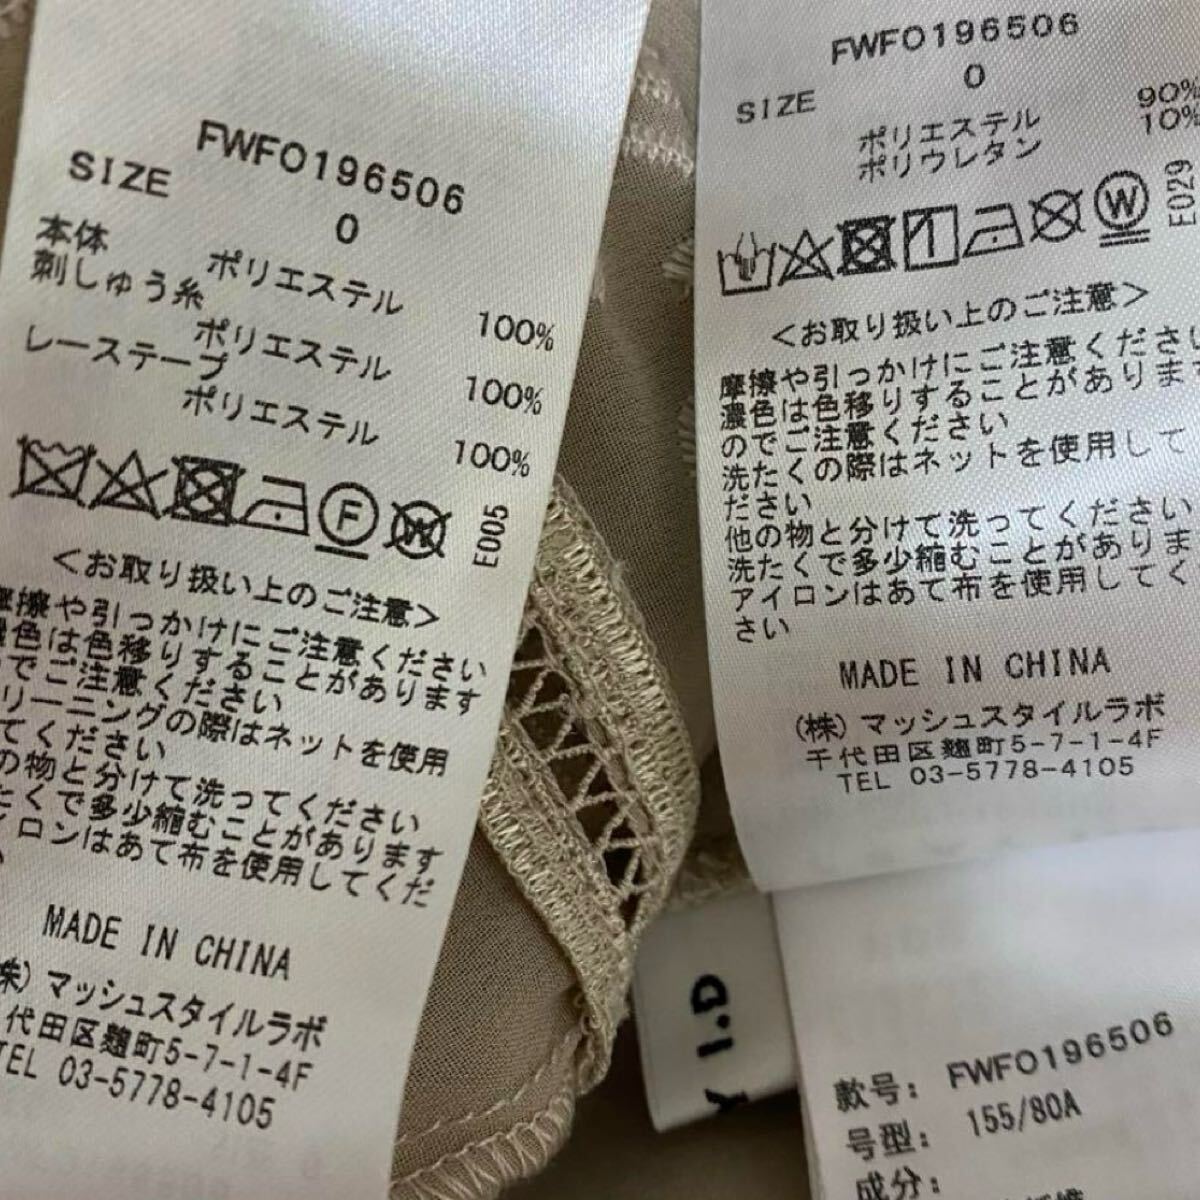 FWFO196506
SIZE 0
本体
ポリエステル 100%
刺しゅう糸
ポリエステル 100%
レーステープ
ポリエステル 100%
F
W
E005
<お取り扱い上のご注意>
摩擦や引っかけにご注意ください
色は色移りすることがあります
でご注意ください
リーニングの際はネットを使用
てください
の物と分けて洗ってください
たくで多少縮むことがあります
イロンはあて布を使用してくだ
MADE IN CHINA
株) マッシュスタイルラボ
代田区麹町5-7-1-4F
TEL 03-5778-4105
FWFO196506
SIZE 0
ポリエステル 90%
ポリウレタン 10%
W
E029
<お取り扱い上のご注意>
摩擦や引っかけにご注意ください
濃色は色移りすることがあります
のでご注意ください
洗たくの際はネットを使用して
ださい
他の物と分けて洗ってください
洗たくで多少縮むことがありま
アイロンはあて布を使用してく
さい
MADE IN CHINA
(株) マッシュスタイルラボ
千代田区麹町5-7-1-4F
TEL 03-5778-4105
Y I.D
款号: FWFO196506
号型: 155/80A
成分: